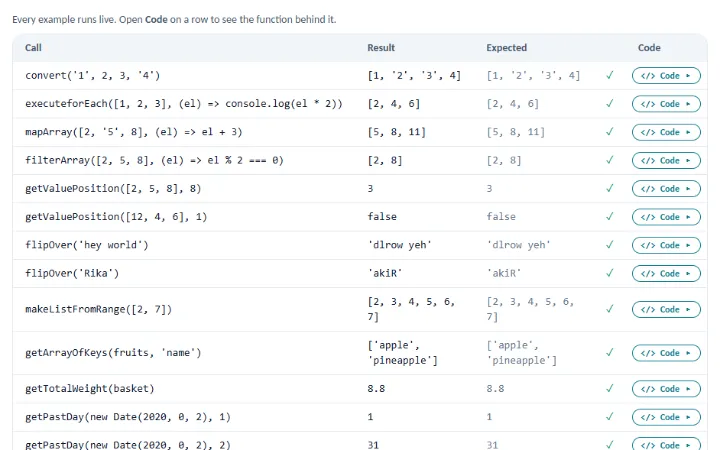 Every example runs live. Open Code on a row to see the function behind it.
Call Result Expected Code
convert('1', 2, 3, '4') [1, '2', '3', 4] [1, '2', '3', 4] ✓ </> Code ▸
executeforEach([1, 2, 3], (el) => console.log(el * 2)) [2, 4, 6] [2, 4, 6] ✓ </> Code ▸
mapArray([2, '5', 8], (el) => el + 3) [5, 8, 11] [5, 8, 11] ✓ </> Code ▸
filterArray([2, 5, 8], (el) => el % 2 === 0) [2, 8] [2, 8] ✓ </> Code ▸
getValuePosition([2, 5, 8], 8) 3 3 ✓ </> Code ▸
getValuePosition([12, 4, 6], 1) false false ✓ </> Code ▸
flipOver('hey world') 'dlrow yeh' 'dlrow yeh' ✓ </> Code ▸
flipOver('Rika') 'akiR' 'akiR' ✓ </> Code ▸
makeListFromRange([2, 7]) [2, 3, 4, 5, 6, 7] [2, 3, 4, 5, 6, 7] ✓ </> Code ▸
getArrayOfKeys(fruits, 'name') ['apple', 'pineapple'] ['apple', 'pineapple'] ✓ </> Code ▸
getTotalWeight(basket) 8.8 8.8 ✓ </> Code ▸
getPastDay(new Date(2020, 0, 2), 1) 1 1 ✓ </> Code ▸
getPastDay(new Date(2020, 0, 2), 2) 31 31 ✓ </> Code ▸